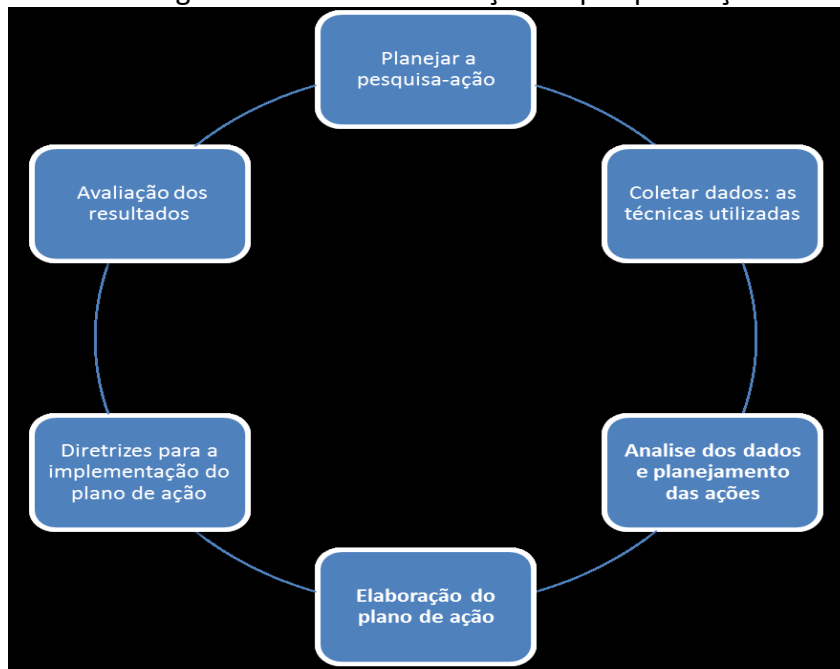 Planejar a
pesquisa-ação
Coletar dados: as
técnicas utilizadas
Analise dos dados
e planejamento
das ações
Elaboração do
plano de ação
Diretrizes para a
implementação do
plano de ação
Avaliação dos
resultados